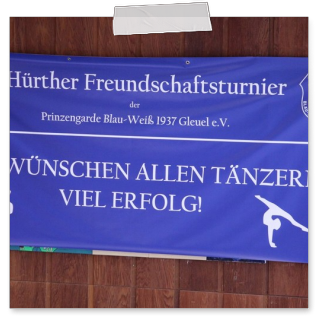 Hürther Freundschaftsturnier
der
Prinzengarde Blau-Weiß 1937 Gleuel e.V.
WÜNSCHEN ALLEN TÄNZER
VIEL ERFOLG!